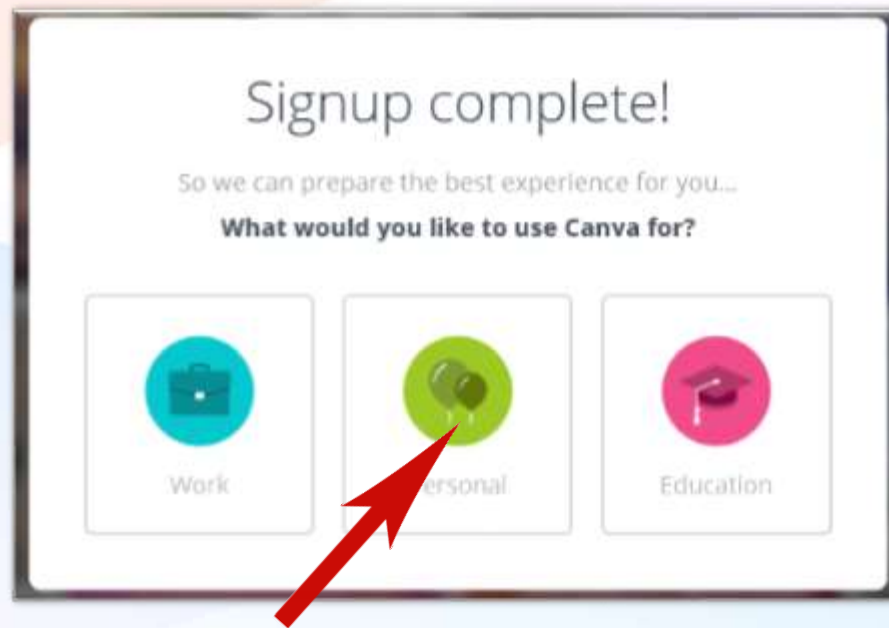 Signup complete!
So we can prepare the best experience for you...
What would you like to use Canva for?
Work
ersonal
Education